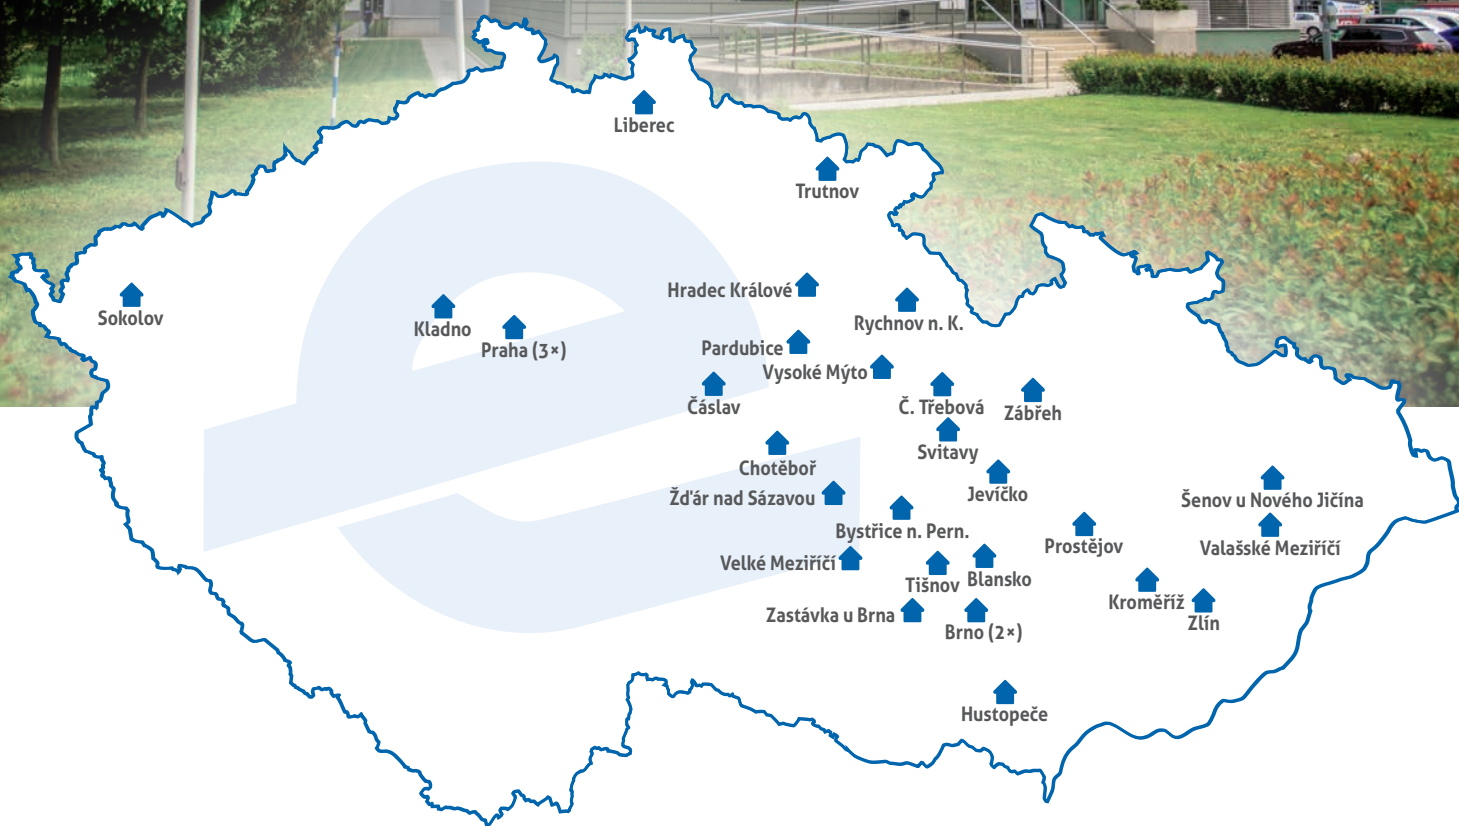 Liberec
Trutnov
Hradec Králové
Sokolov
Kladno
Rychnov n. K.
Praha (3×)
Pardubice
Vysoké Mýto
Čáslav
Č. Třebová
Zábřeh
Svitavy
Chotěboř
Jevíčko
Žďár nad Sázavou
Šenov u Nového Jičína
Bystřice n. Pern.
Prostějov
Valašské Meziříčí
Velké Meziříčí
Tišnov
Blansko
Kroměříž
Zastávka u Brna
Zlín
Brno (2×)
Hustopeče